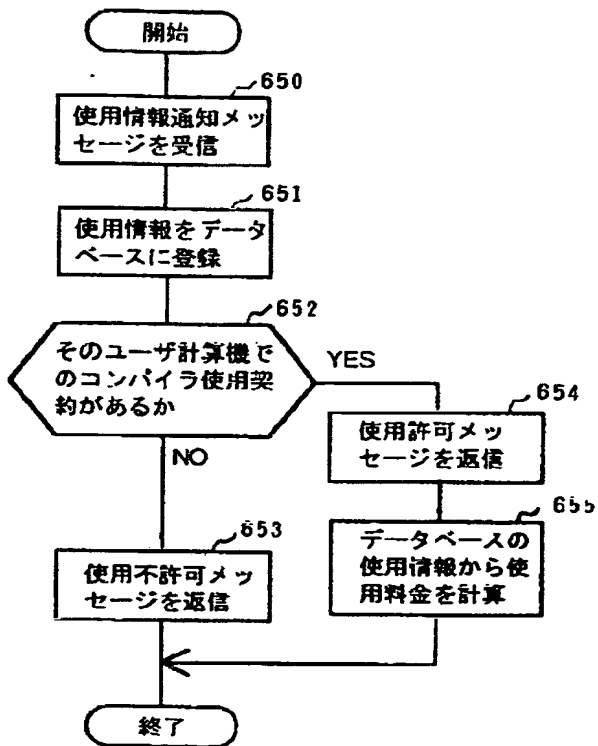 開始
650
使用情報通知メッ
セージを受信
651
使用情報をデータ
ベースに登録
652
そのユーザ計算機で
のコンパイラ使用契
約があるか
YES
NO
654
使用許可メッ
セージを返信
655
データベースの
使用情報から使
用料金を計算
653
使用不許可メッ
セージを返信
終了